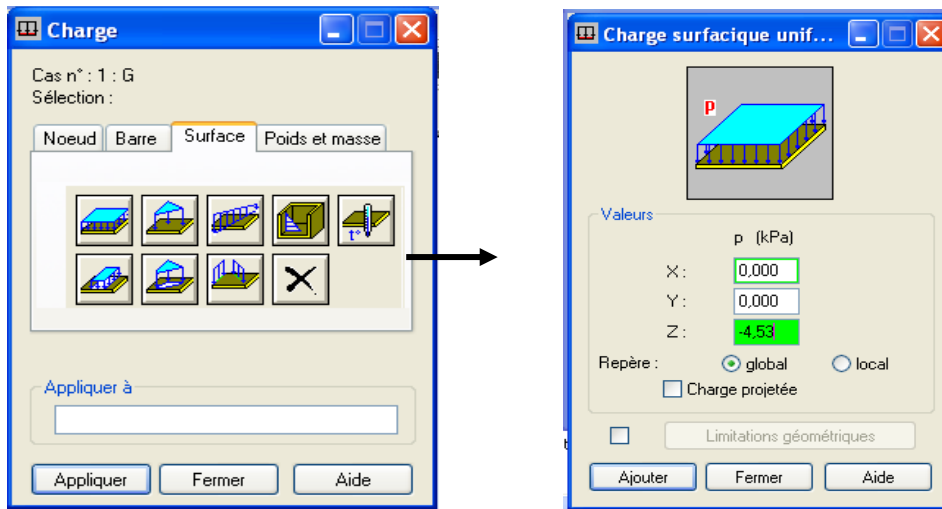 Charge
Cas n° : 1 : G
Sélection :
Noeud Barre Surface Poids et masse
t°
Appliquer à
Appliquer Fermer Aide
Charge surfacique unif...
p
Valeurs
p (kPa)
X : 0,000
Y : 0,000
Z : -4,53
Repère : global local
Charge projetée
Limitations géométriques
Ajouter Fermer Aide